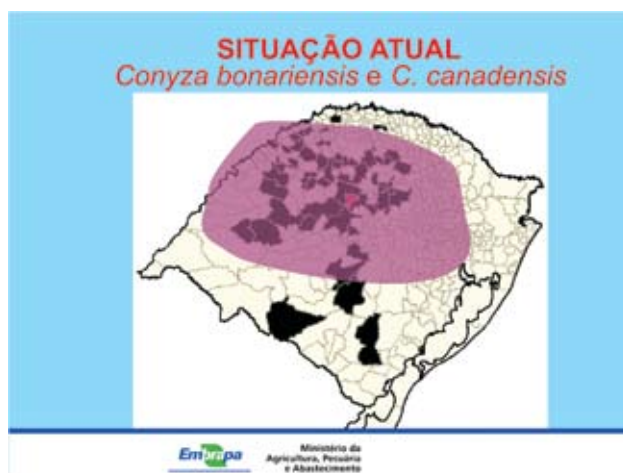 SITUAÇÃO ATUAL
Conyza bonariensis e C. canadensis
Embrapa
Ministério da
Agricultura, Pecuária
e Abastecimento